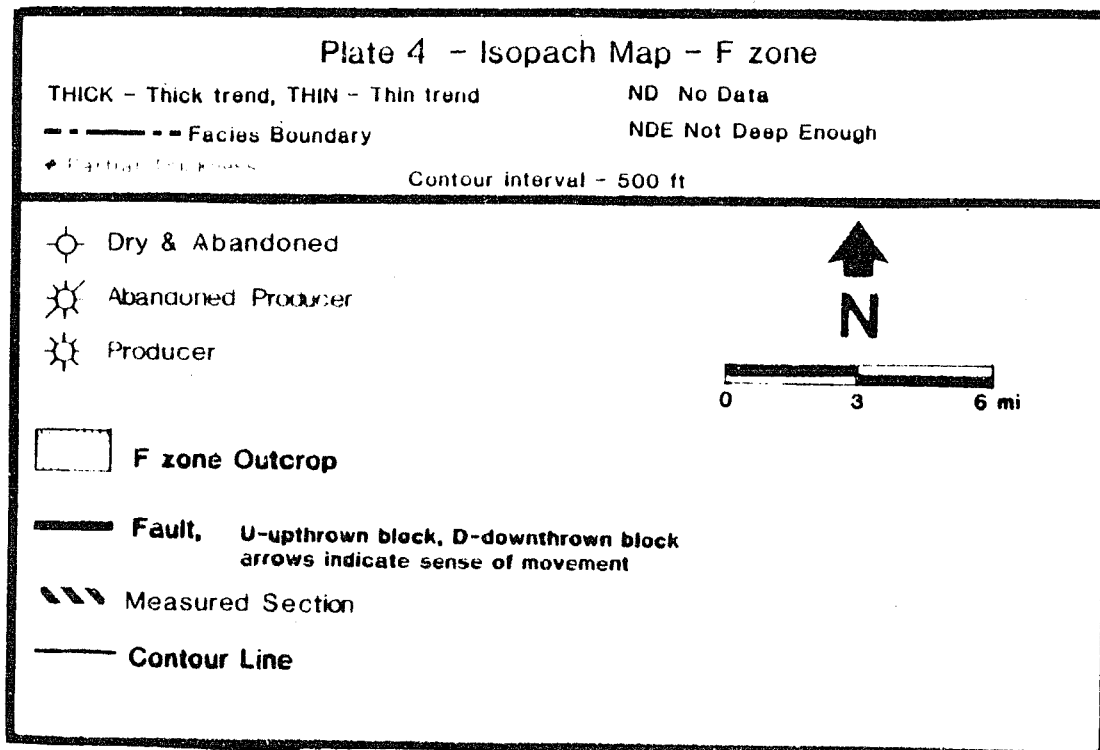 Plate 4 - Isopach Map - F zone
THICK - Thick trend, THIN - Thin trend
ND No Data
Facies Boundary
NDE Not Deep Enough
Partial Thickness
Contour interval - 500 ft
Dry & Abandoned
Abandoned Producer
Producer
N
0 3 6 mi
F zone Outcrop
Fault, U-upthrown block, D-downthrown block
arrows indicate sense of movement
Measured Section
Contour Line